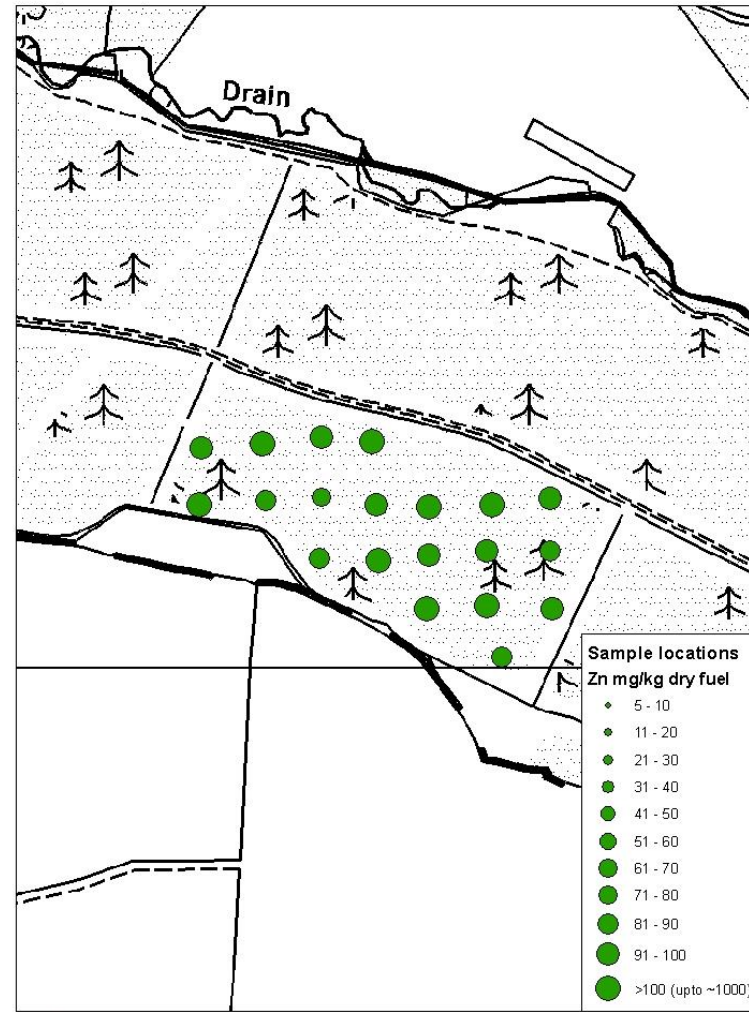 Drain
Sample locations
Zn mg/kg dry fuel
5 - 10
11 - 20
21 - 30
31 - 40
41 - 50
51 - 60
61 - 70
71 - 80
81 - 90
91 - 100
>100 (upto ~1000)